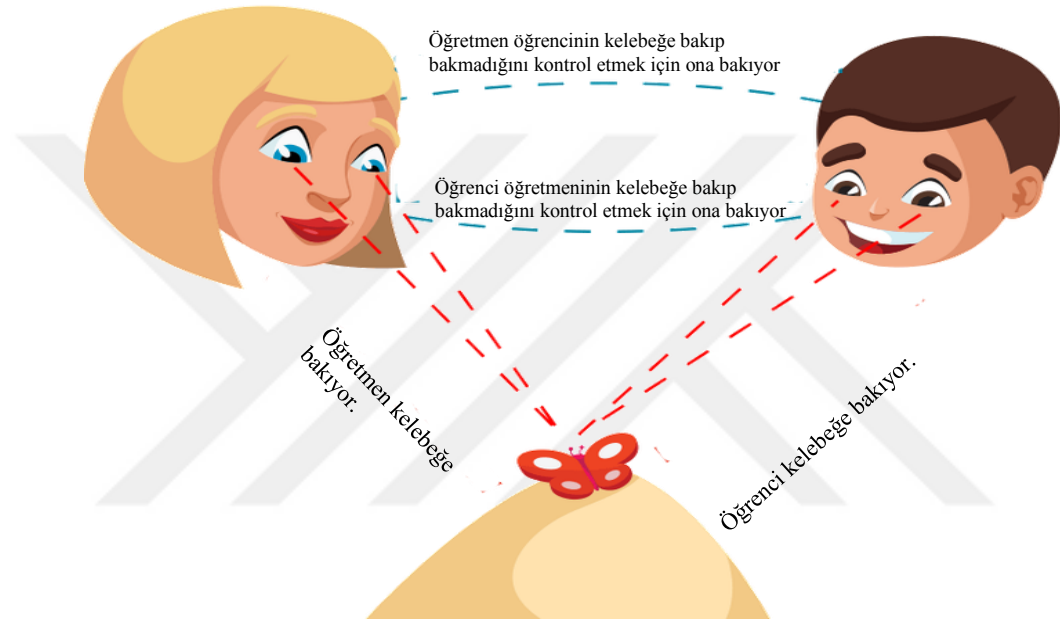 Öğretmen öğrencinin kelebeğe bakıp
bakmadığını kontrol etmek için ona bakıyor
Öğrenci öğretmeninin kelebeğe bakıp
bakmadığını kontrol etmek için ona bakıyor
Öğretmen kelebeğe
bakıyor.
Öğrenci kelebeğe bakıyor.